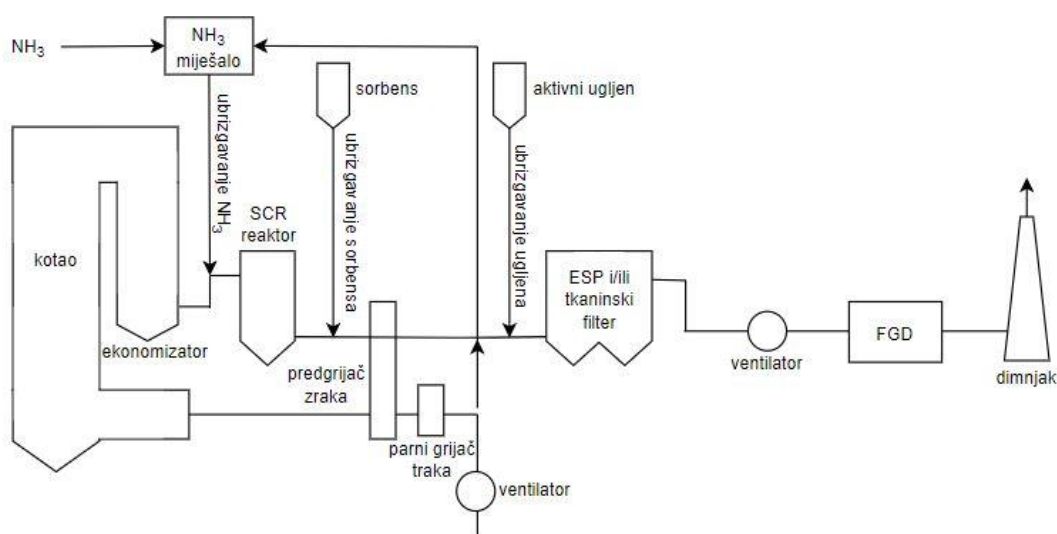 NH₃
NH₃
miješalo
ubrizgavanje NH₃
sorbens
ubrizgavanje sorbensa
aktivni ugljen
ubrizgavanje ugljena
SCR
reaktor
kotao
ekonomizator
predgrijač
zraka
parni grijač
traka
ventilator
ESP i/ili
tkaninski
filter
ventilator
FGD
dimnjak